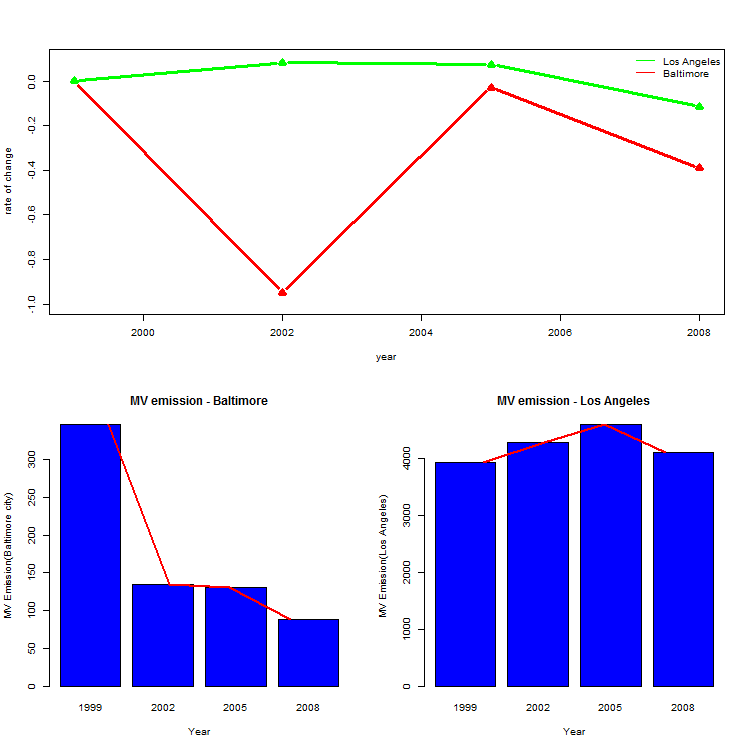 Los Angeles
Baltimore
rate of change
0.0
-0.2
-0.4
-0.6
-0.8
-1.0
2000 2002 2004 2006 2008
year
MV emission - Baltimore
MV Emission(Baltimore city)
300
250
200
150
100
50
0
1999 2002 2005 2008
Year
MV emission - Los Angeles
MV Emission(Los Angeles)
4000
3000
2000
1000
0
1999 2002 2005 2008
Year